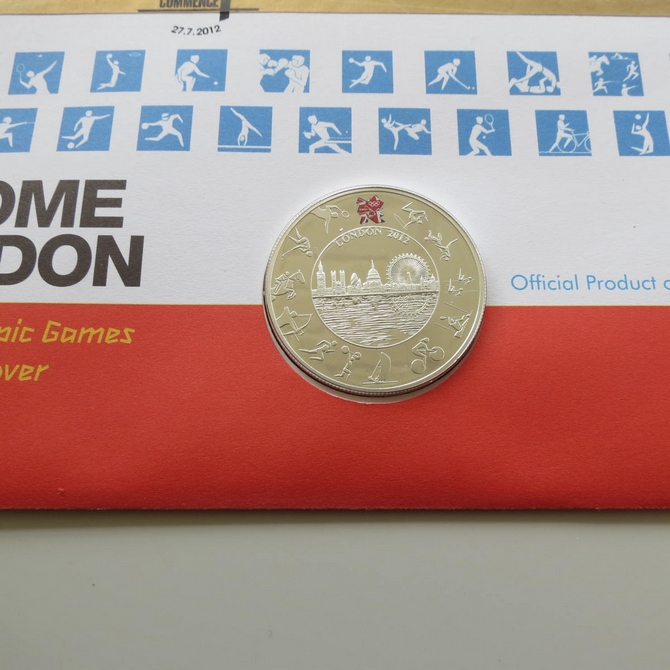 COMMENCE
27.7.2012
OME
DON
LONDON 2012
Official Product o
pic Games
over